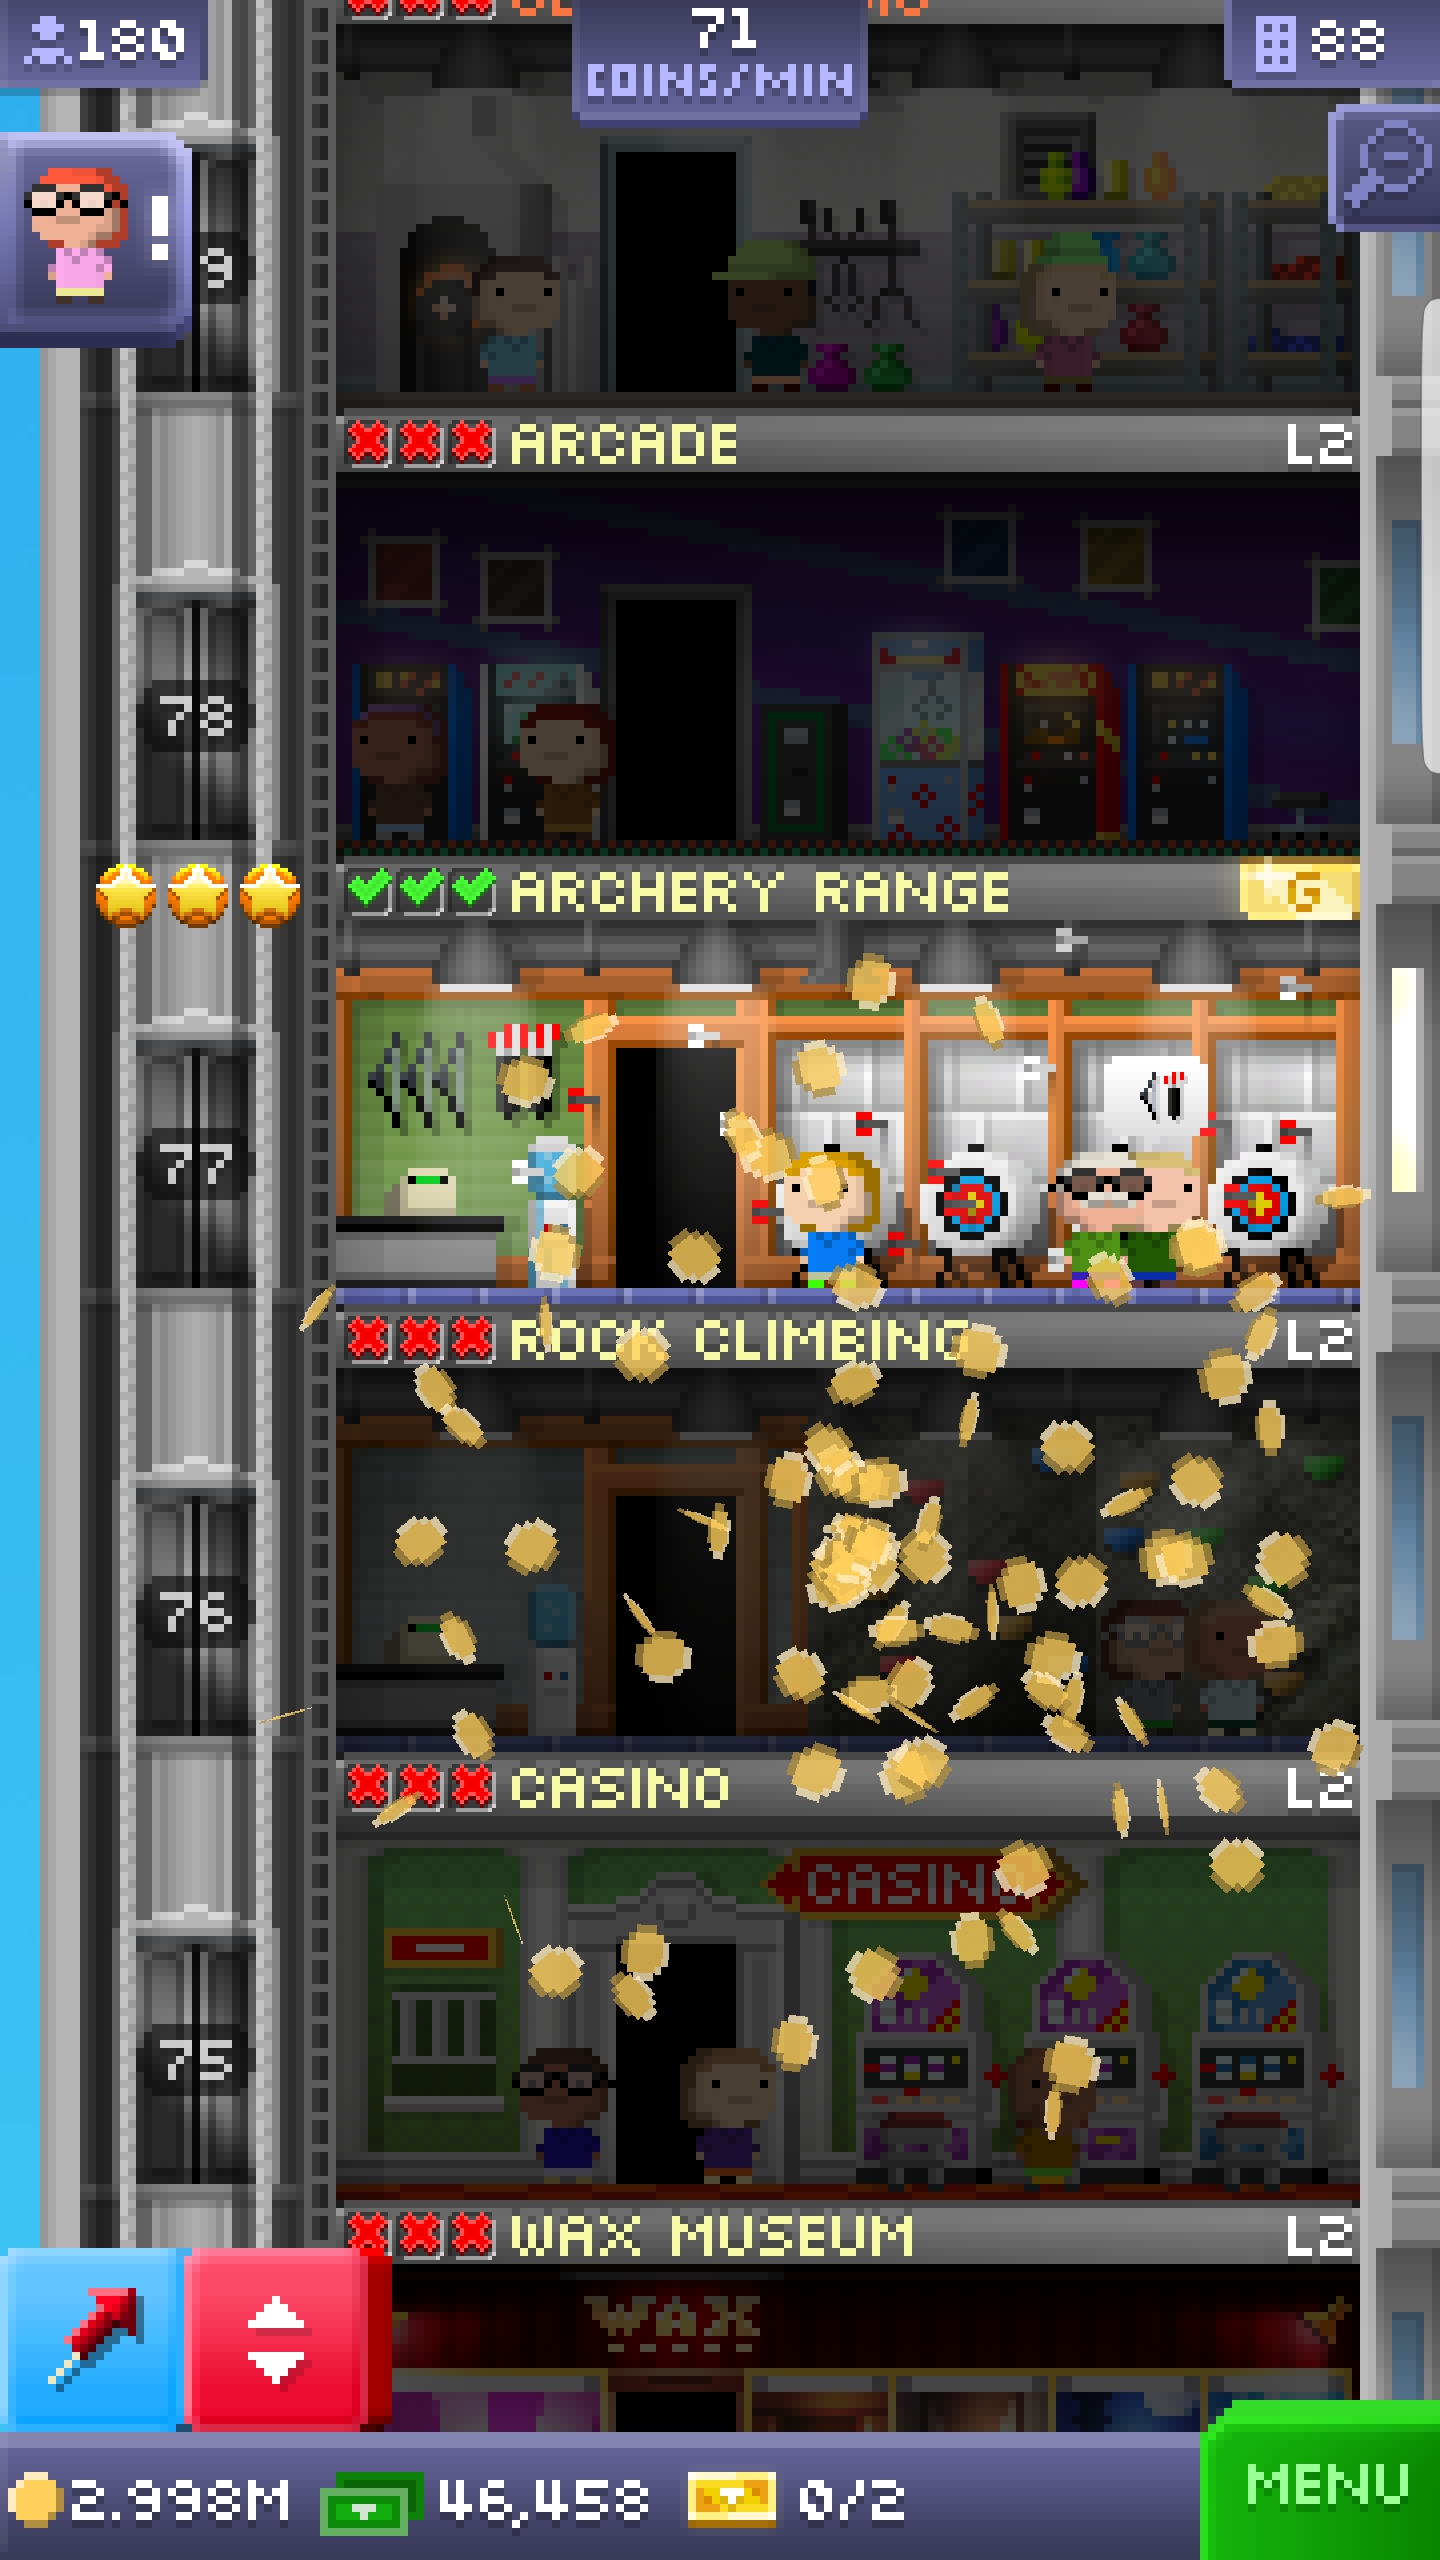 180
71
COINS/MIN
88
!
9
ARCADE
L2
78
ARCHERY RANGE
G
77
ROCK CLIMBING
L2
76
CASINO
L2
CASINO
75
WAX MUSEUM
L2
WAX
2.998M
46,458
0/2
MENU